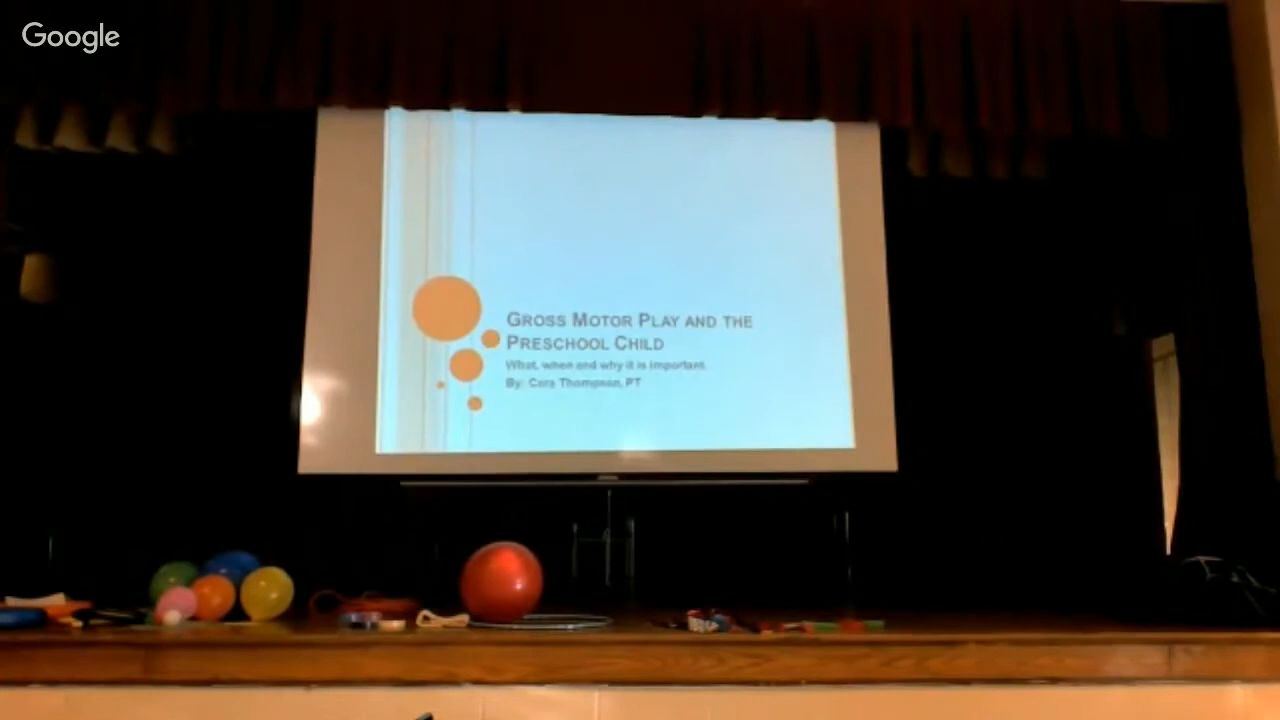 Google
GROSS MOTOR PLAY AND THE
PRESCHOOL CHILD
What, when and why it is important.
By: Cara Thompson, PT